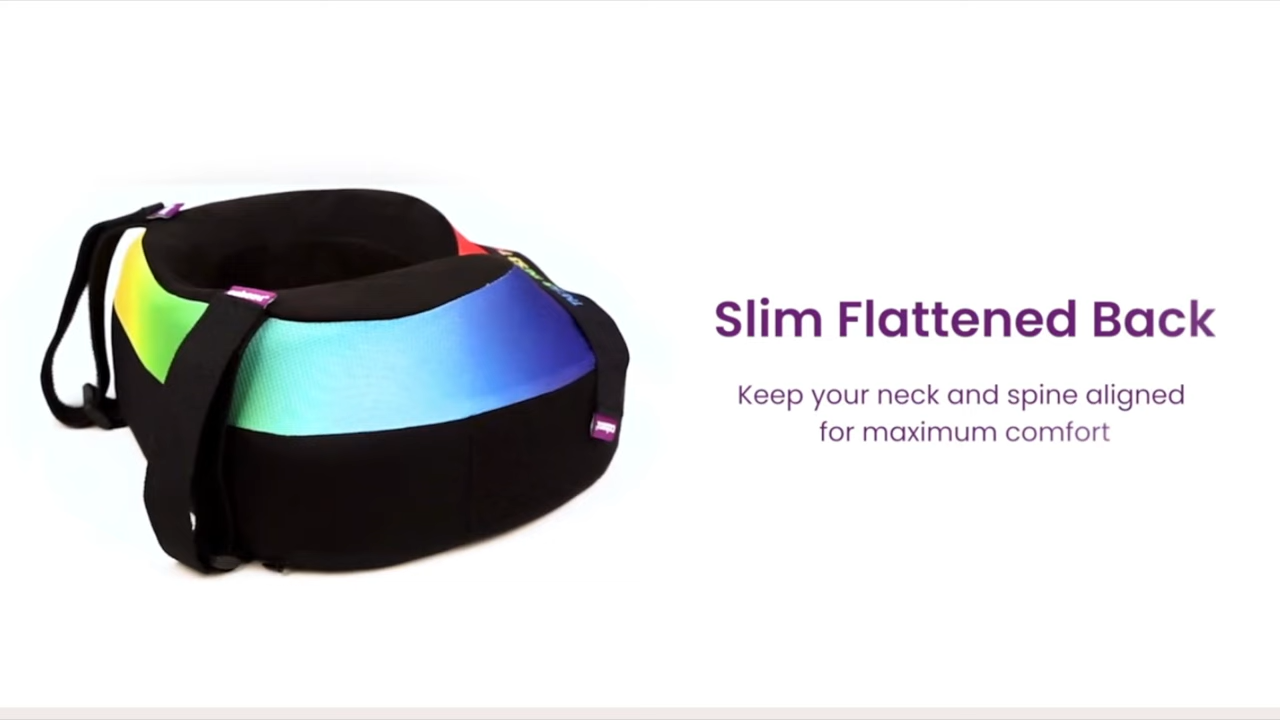 Slim Flattened Back
Keep your neck and spine aligned
for maximum comfort